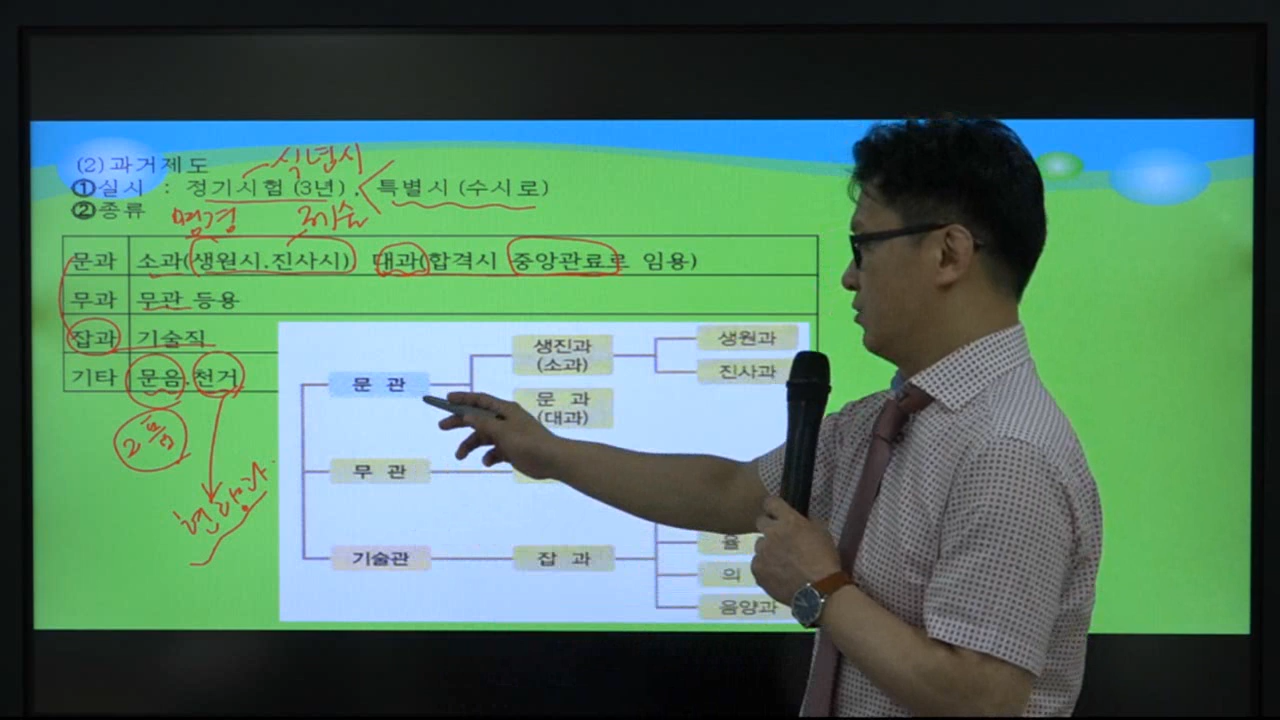 (2)과거제도
식년시
①실시 : 정기시험(3년), 특별시(수시로)
②종류
명경 제술
문과 소과(생원시.진사시) 대과(합격시 중앙관료로 임용)
무과 무관 등용
잡과 기술직
기타 문음.천거
2품
현량과
문 관
생진과
(소과)
생원과
진사과
문 과
(대과)
무 관
기술관
잡 과
율
의
음양과